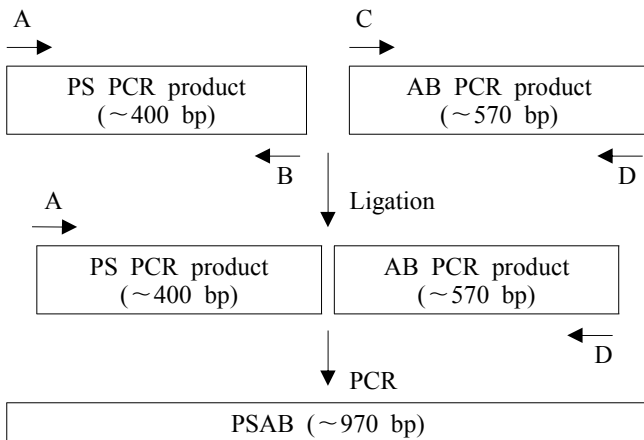 A
C
PS PCR product
(~400 bp)
AB PCR product
(~570 bp)
B
D
Ligation
A
PS PCR product
(~400 bp)
AB PCR product
(~570 bp)
D
PCR
PSAB (~970 bp)